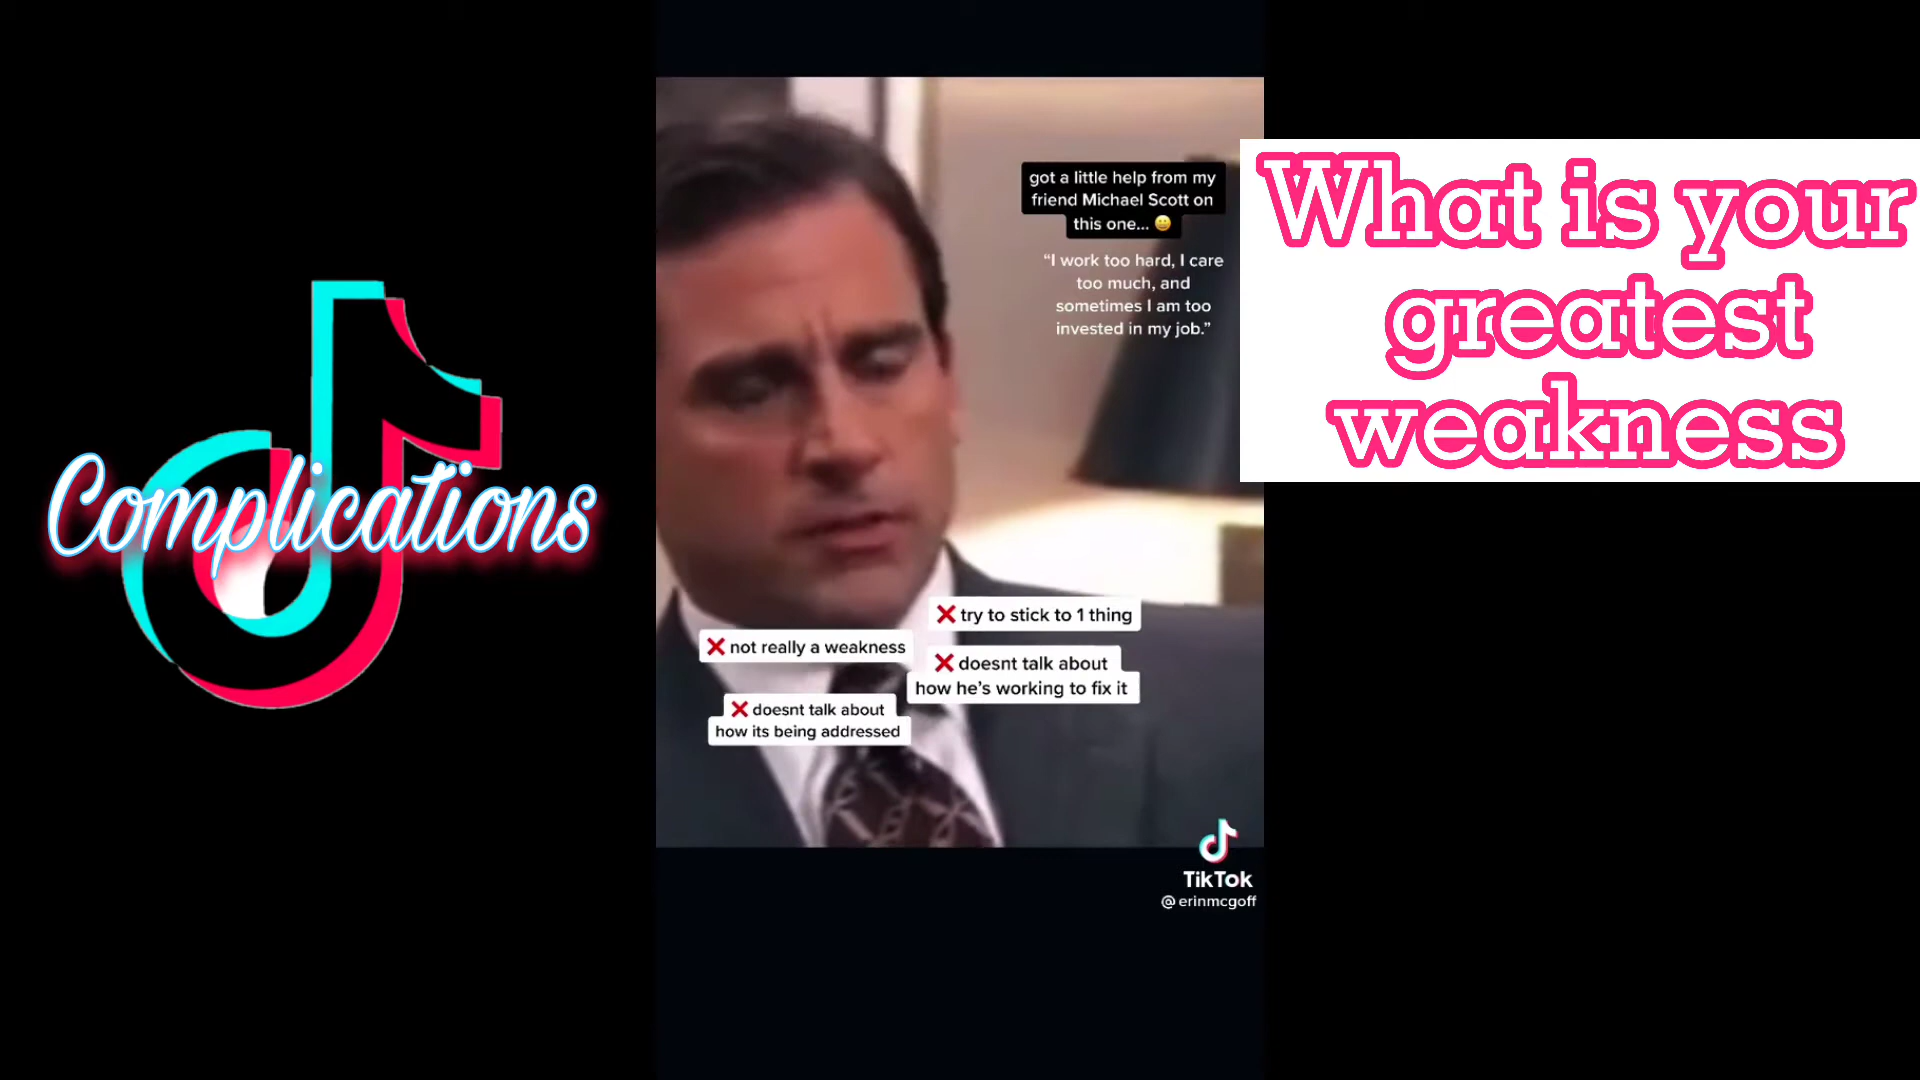 Complications
got a little help from my
friend Michael Scott on
this one... 😀
“I work too hard, I care
too much, and
sometimes I am too
invested in my job.”
❌ try to stick to 1 thing
❌ not really a weakness
❌ doesnt talk about
how he’s working to fix it
❌ doesnt talk about
how its being addressed
TikTok
@erinmcgoff
What is your
greatest
weakness